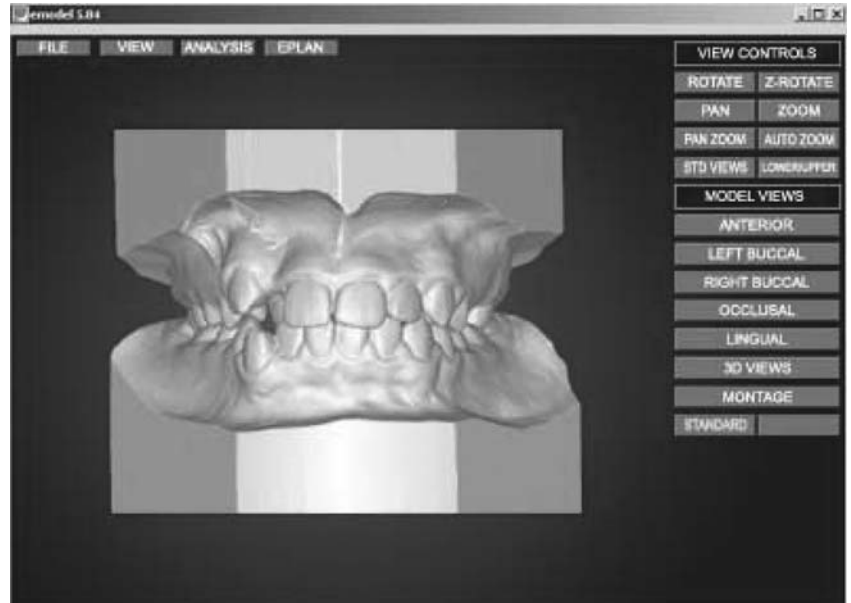 emodel 5.04
FILE VIEW ANALYSIS EPLAN
VIEW CONTROLS
ROTATE Z-ROTATE
PAN ZOOM
PAN ZOOM AUTO ZOOM
STD VIEWS LOWER/UPPER
MODEL VIEWS
ANTERIOR
LEFT BUCCAL
RIGHT BUCCAL
OCCLUSAL
LINGUAL
3D VIEWS
MONTAGE
STANDARD